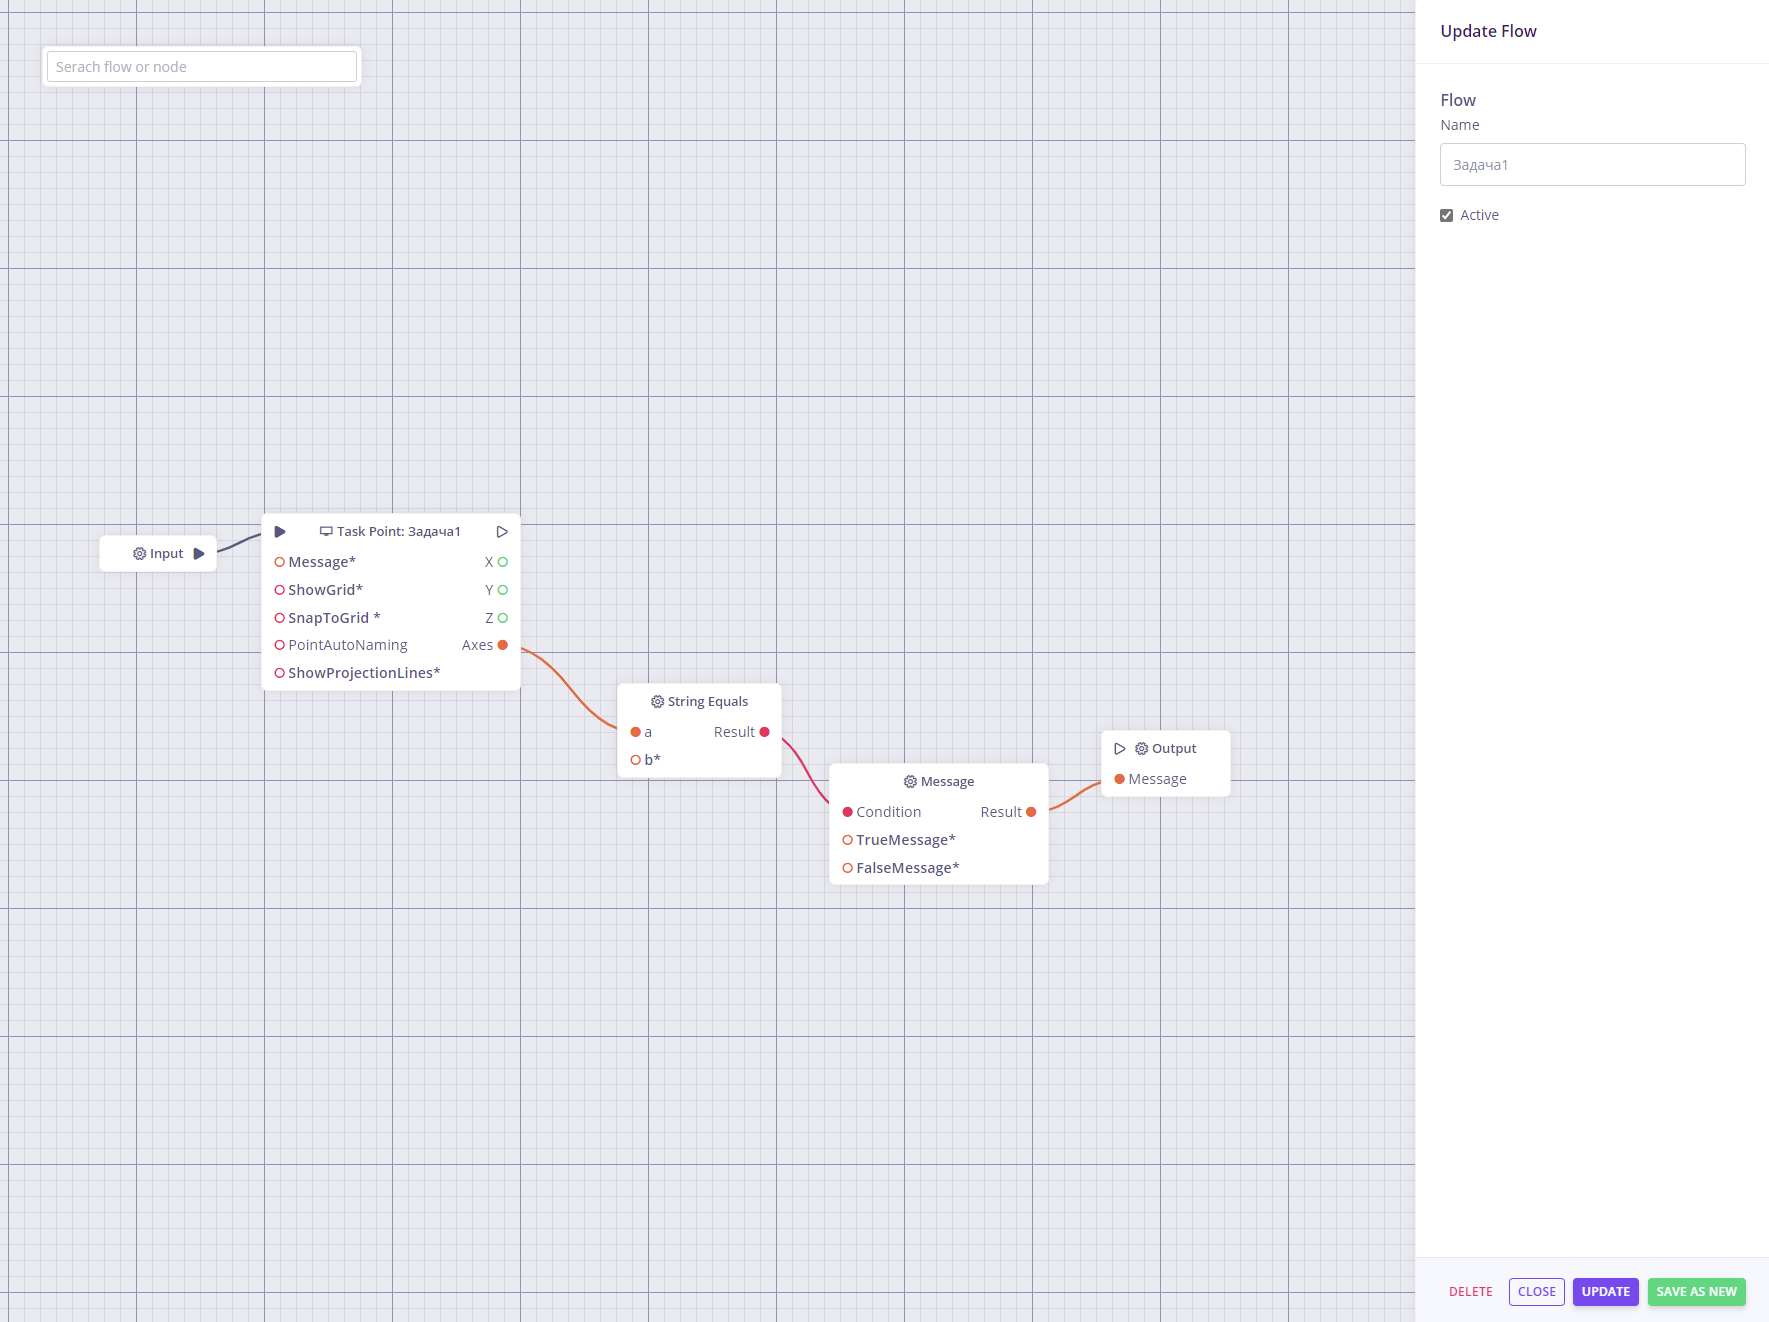 Serach flow or node
Input
Task Point: Задача1
Message* X
ShowGrid* Y
SnapToGrid * Z
PointAutoNaming Axes
ShowProjectionLines*
String Equals
a Result
b*
Message
Condition Result
TrueMessage*
FalseMessage*
Output
Message
Update Flow
Flow
Name
Задача1
Active
DELETE CLOSE UPDATE SAVE AS NEW